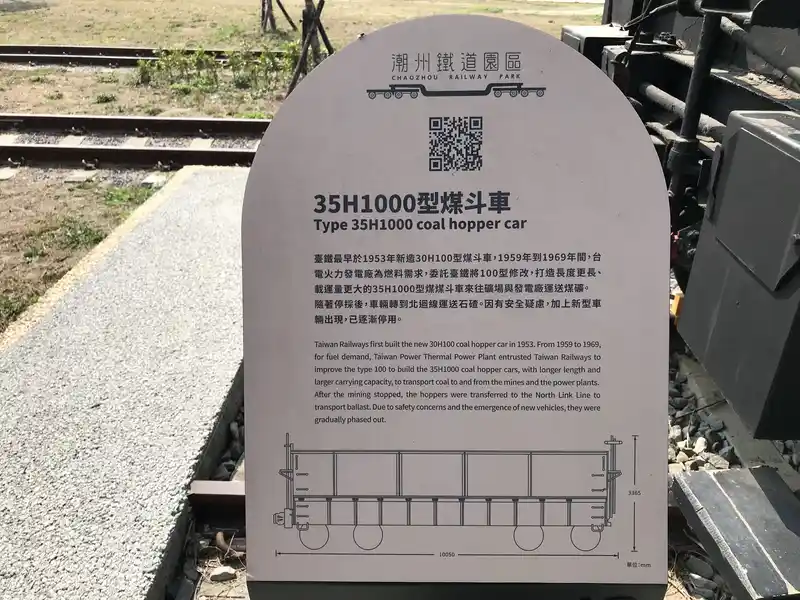 潮州鐵道園區
CHAOZHOU RAILWAY PARK
35H1000型煤斗車
Type 35H1000 coal hopper car
臺鐵最早於1953年新造30H100型煤斗車，1959年到1969年間，台
電火力發電廠為燃料需求，委託臺鐵將100型修改，打造長度更長、
載運量更大的35H1000型煤煤斗車來往礦場與發電廠運送煤礦。
隨著停採後，車輛轉到北迴線運送石碴。因有安全疑慮，加上新型車
輛出現，已逐漸停用。
Taiwan Railways first built the new 30H100 coal hopper car in 1953. From 1959 to 1969,
for fuel demand, Taiwan Power Thermal Power Plant entrusted Taiwan Railways to
improve the type 100 to build the 35H1000 coal hopper cars, with longer length and
larger carrying capacity, to transport coal to and from the mines and the power plants.
After the mining stopped, the hoppers were transferred to the North Link Line to
transport ballast. Due to safety concerns and the emergence of new vehicles, they were
gradually phased out.
3365
10050
單位：mm